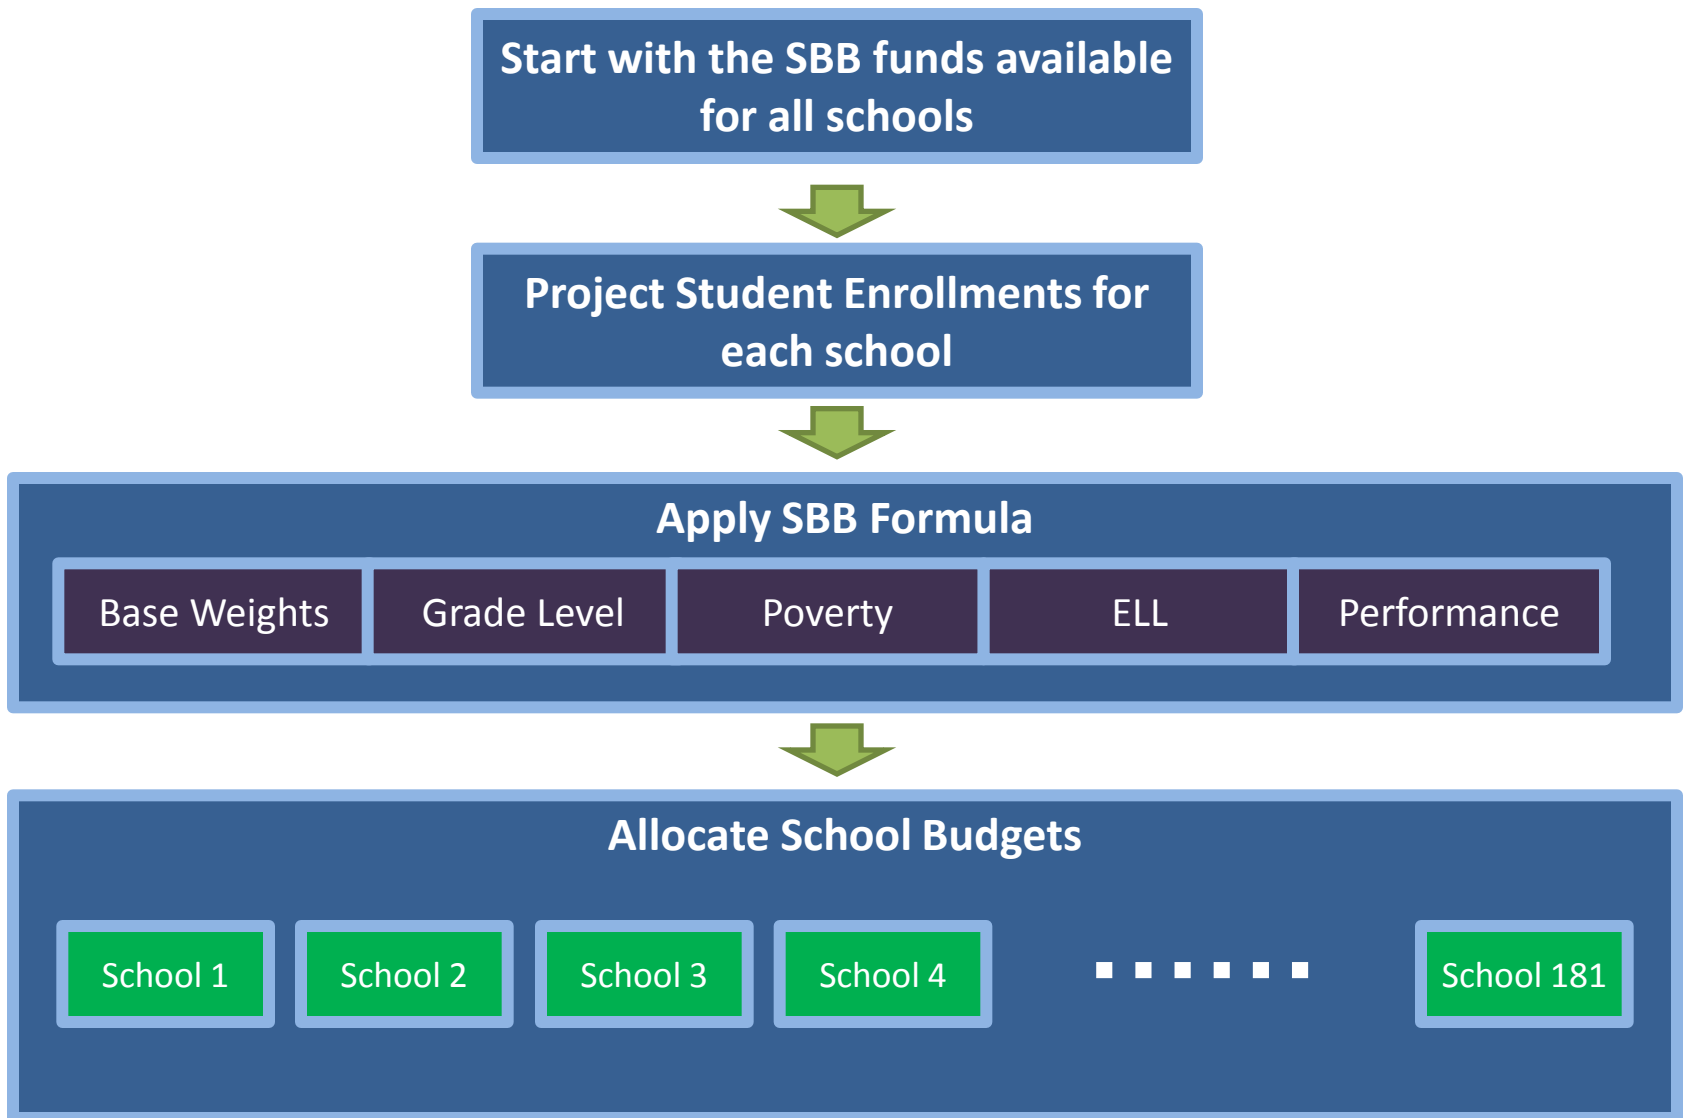 Start with the SBB funds available
for all schools
Project Student Enrollments for
each school
Apply SBB Formula
Base Weights
Grade Level
Poverty
ELL
Performance
Allocate School Budgets
School 1
School 2
School 3
School 4
School 181